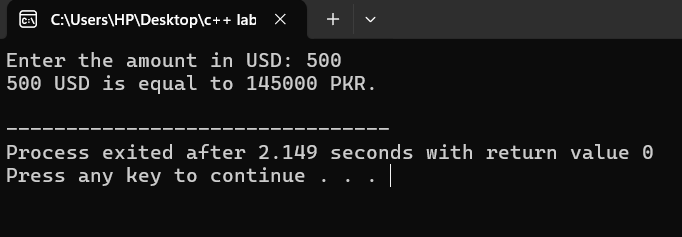 C:\Users\HP\Desktop\c++ lab
Enter the amount in USD: 500
500 USD is equal to 145000 PKR.
--------------------------------
Process exited after 2.149 seconds with return value 0
Press any key to continue . . .